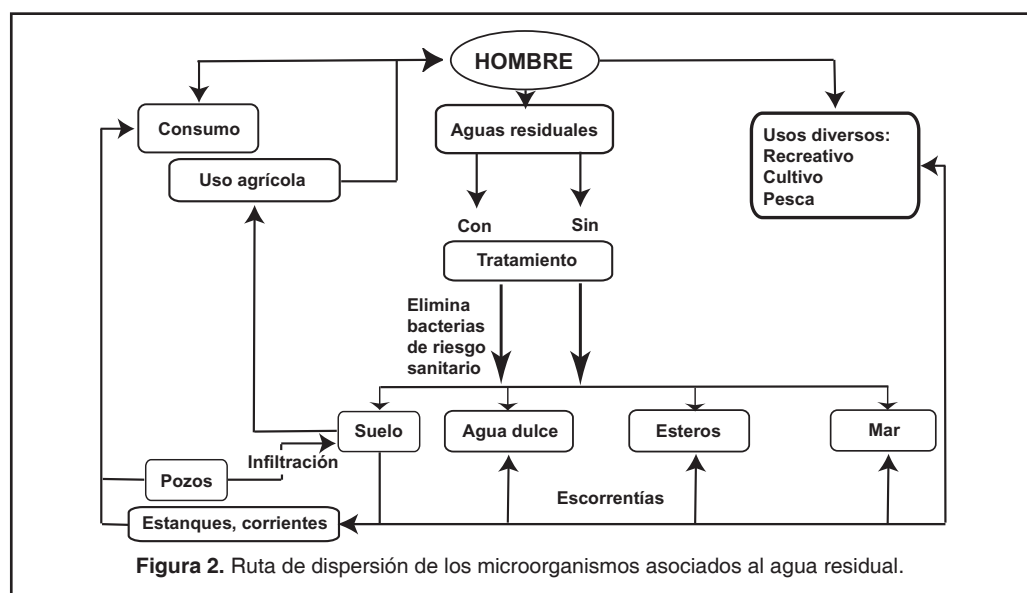 HOMBRE
Consumo
Aguas residuales
Usos diversos:
Recreativo
Cultivo
Pesca
Uso agrícola
Con
Sin
Tratamiento
Elimina
bacterias
de riesgo
sanitario
Suelo
Agua dulce
Esteros
Mar
Infiltración
Pozos
Escorrentías
Estanques, corrientes
Figura 2. Ruta de dispersión de los microorganismos asociados al agua residual.